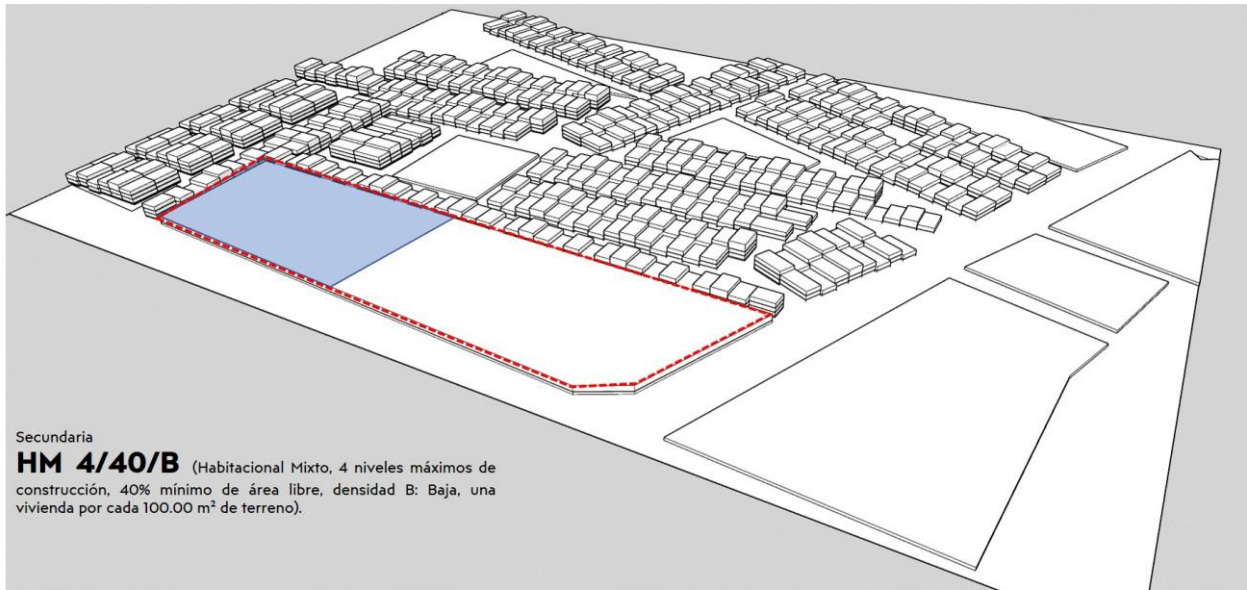 Secundaria
HM 4/40/B (Habitacional Mixto, 4 niveles máximos de
construcción, 40% mínimo de área libre, densidad B: Baja, una
vivienda por cada 100.00 m² de terreno).